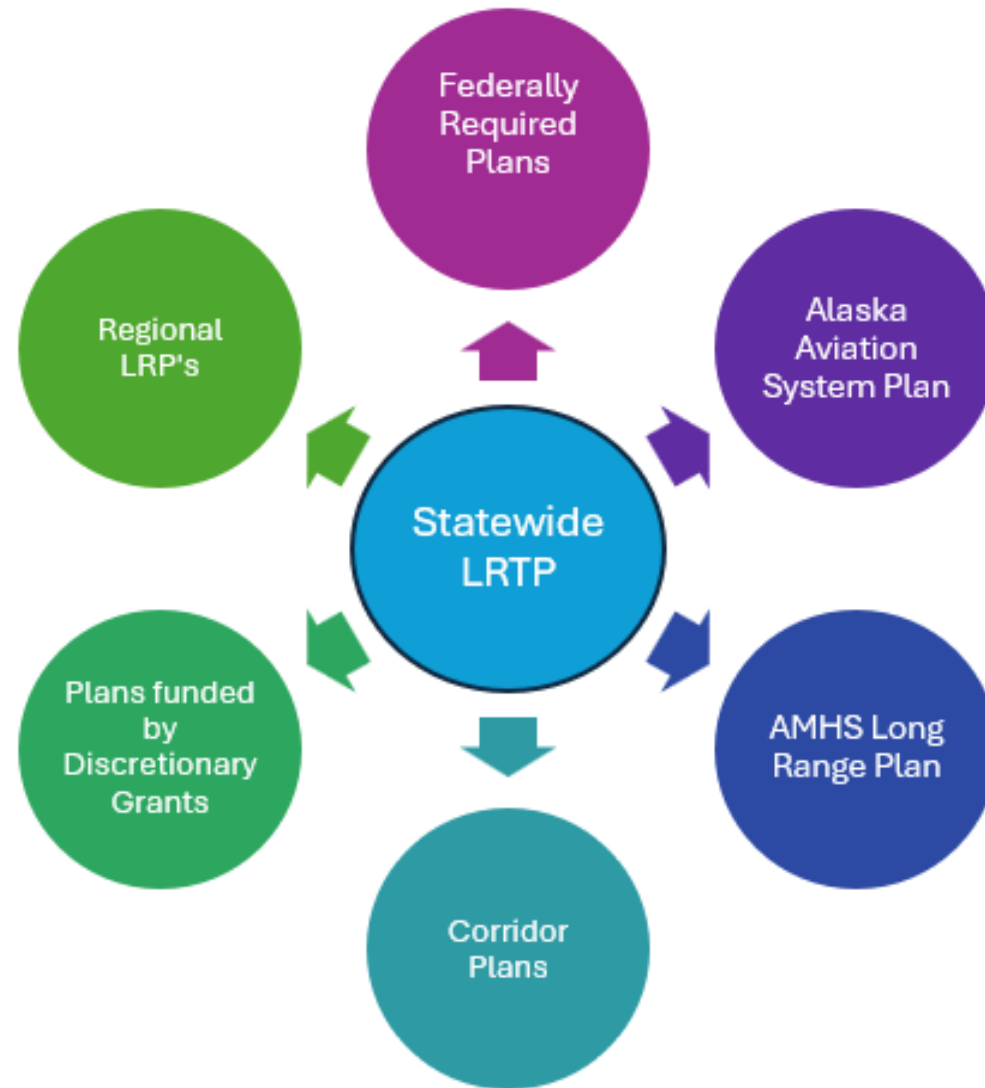 Federally
Required
Plans
Alaska
Aviation
System Plan
AMHS Long
Range Plan
Corridor
Plans
Plans funded
by
Discretionary
Grants
Regional
LRP's
Statewide
LRTP